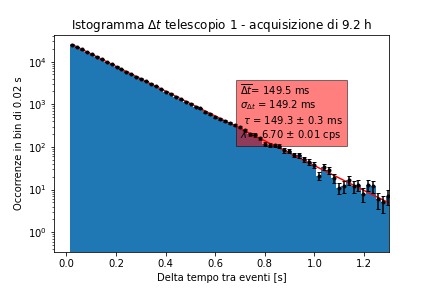 Istogramma Δt telescopio 1 - acquisizione di 9.2 h
Occorrenze in bin di 0.02 s
10⁴
10³
10²
10¹
10⁰
Δt= 149.5 ms
σΔt = 149.2 ms
τ = 149.3 ± 0.3 ms
λ = 6.70 ± 0.01 cps
0.0 0.2 0.4 0.6 0.8 1.0 1.2
Delta tempo tra eventi [s]